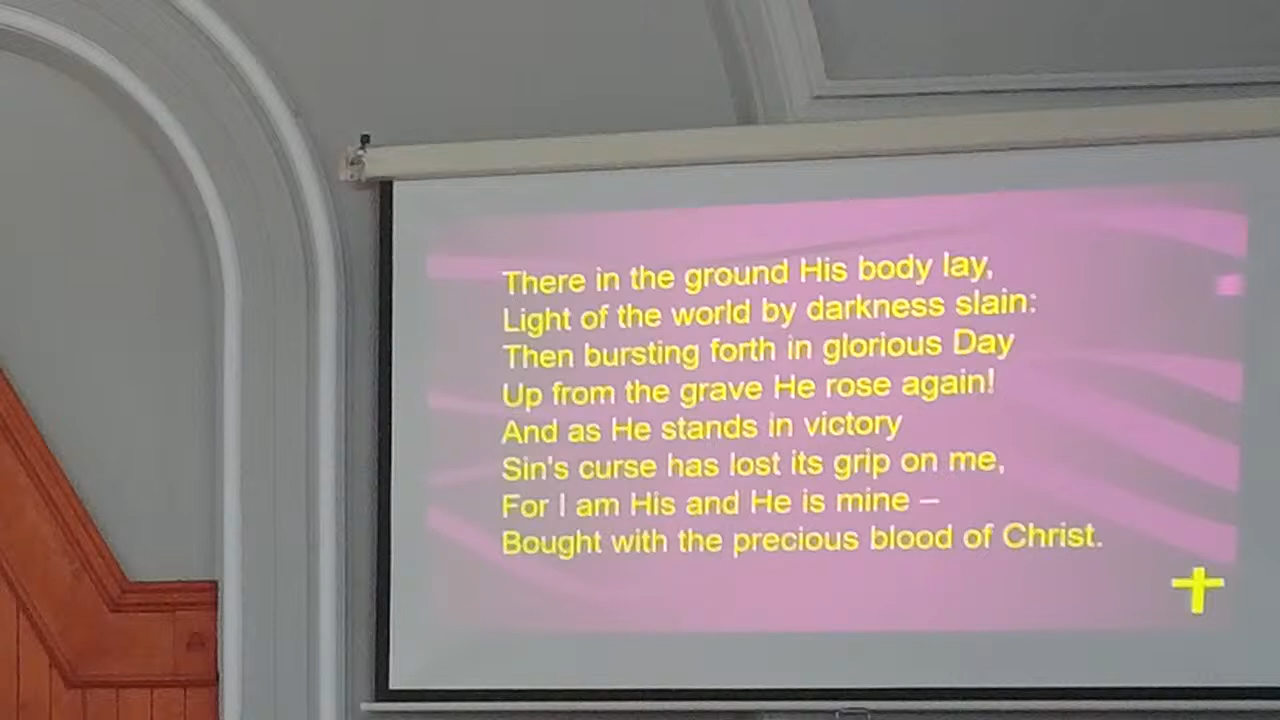 There in the ground His body lay,
Light of the world by darkness slain:
Then bursting forth in glorious Day
Up from the grave He rose again!
And as He stands in victory
Sin's curse has lost its grip on me,
For I am His and He is mine –
Bought with the precious blood of Christ.